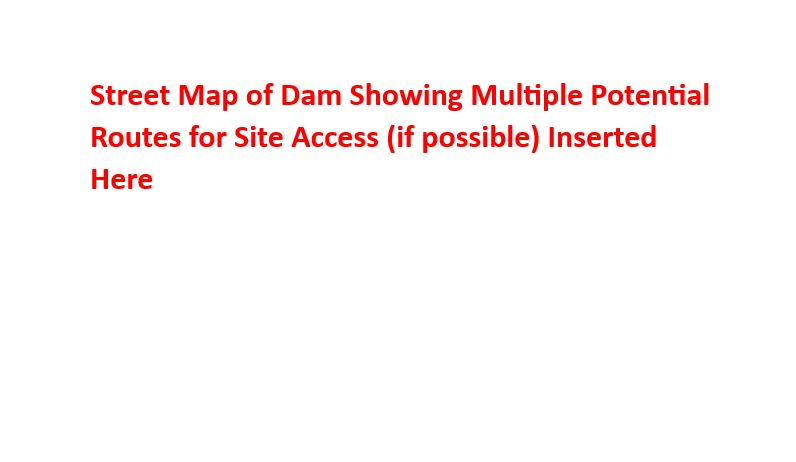 Street Map of Dam Showing Multiple Potential
Routes for Site Access (if possible) Inserted
Here